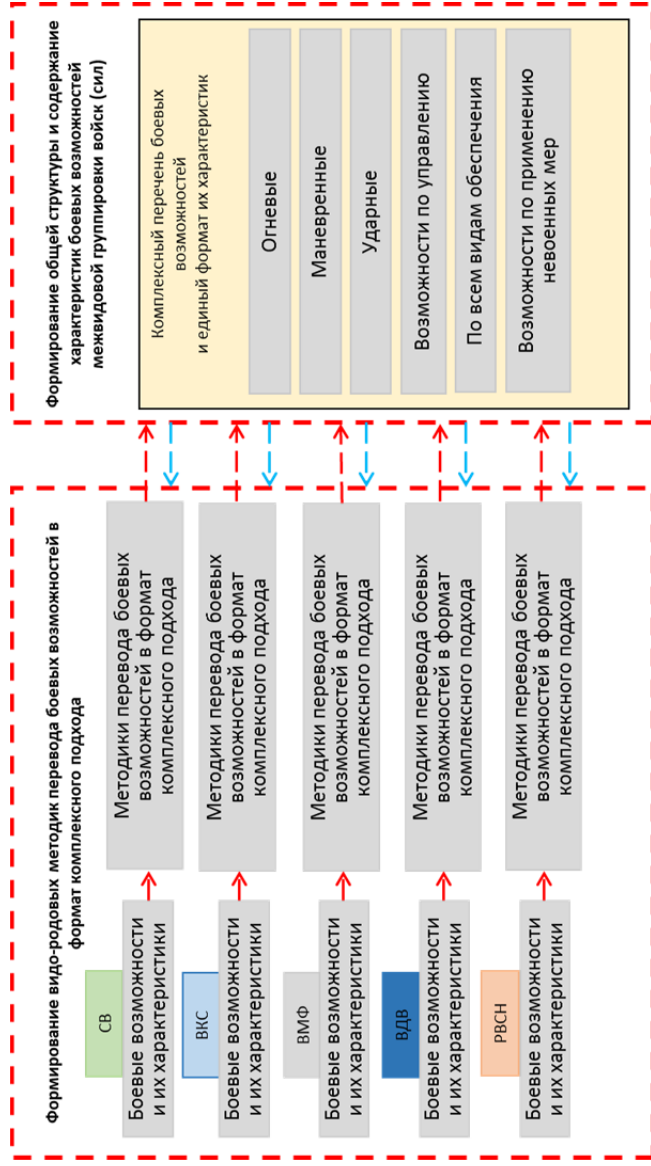 Формирование видо-родовых методик перевода боевых возможностей в
формат комплексного подхода
СВ
Боевые возможности
и их характеристики
Методики перевода боевых
возможностей в формат
комплексного подхода
ВКС
Боевые возможности
и их характеристики
Методики перевода боевых
возможностей в формат
комплексного подхода
ВМФ
Боевые возможности
и их характеристики
Методики перевода боевых
возможностей в формат
комплексного подхода
ВДВ
Боевые возможности
и их характеристики
Методики перевода боевых
возможностей в формат
комплексного подхода
РВСН
Боевые возможности
и их характеристики
Методики перевода боевых
возможностей в формат
комплексного подхода
Формирование общей структуры и содержание
характеристик боевых возможностей
межвидовой группировки войск (сил)
Комплексный перечень боевых
возможностей
и единый формат их характеристик
Огневые
Маневренные
Ударные
Возможности по управлению
По всем видам обеспечения
Возможности по применению
невоенных мер